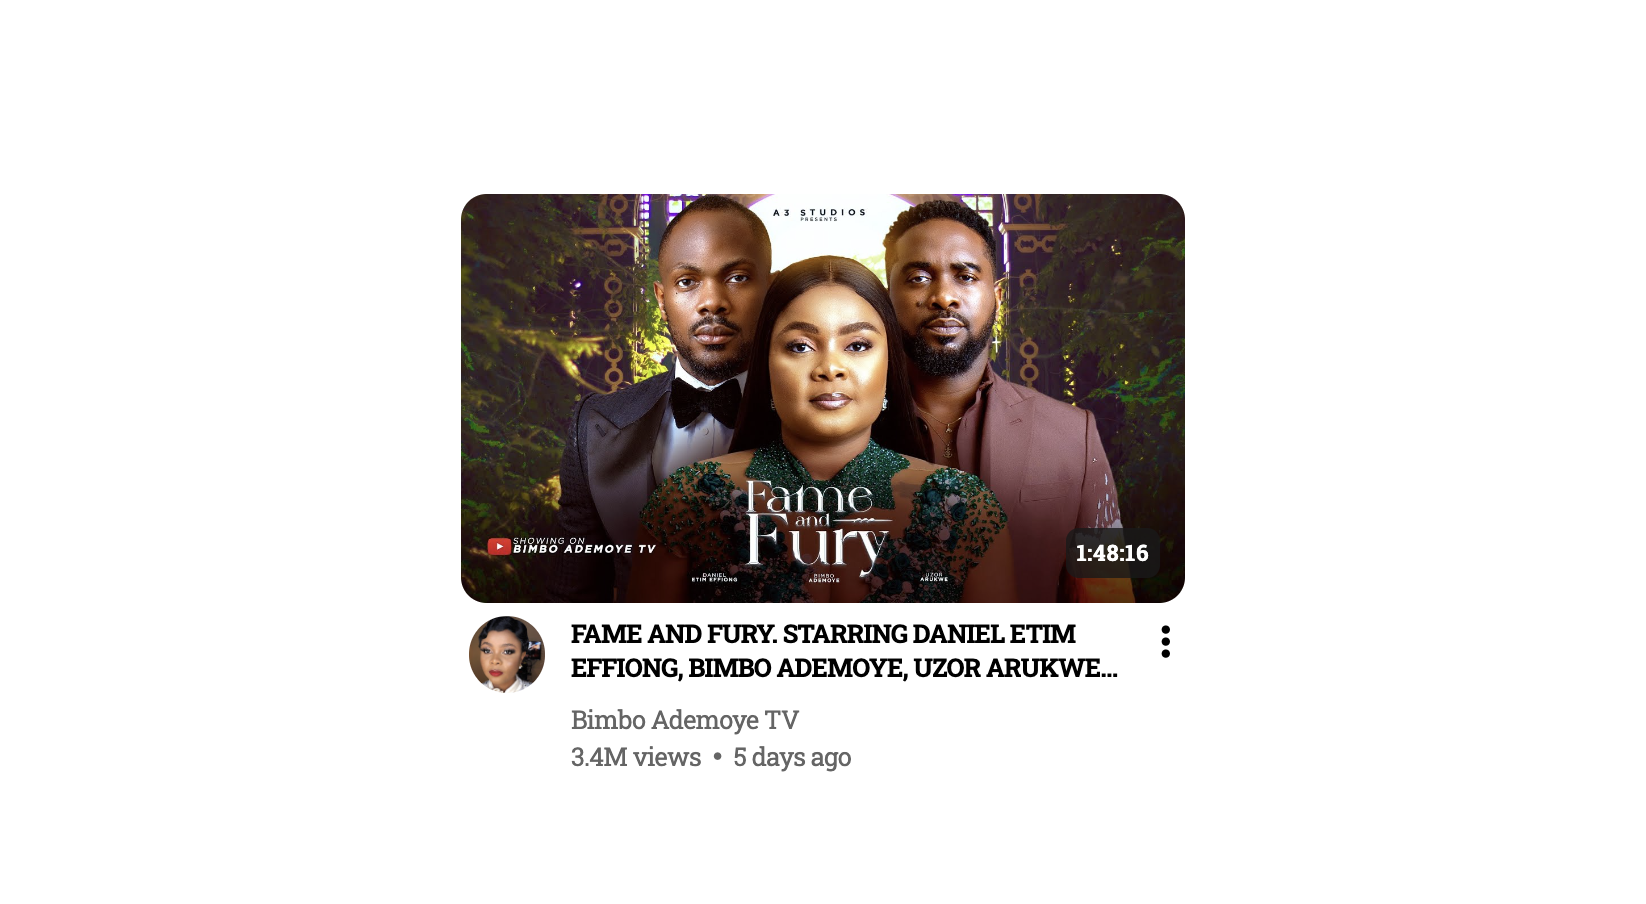 A3 STUDIOS
PRESENTS
Fame
and
Fury
SHOWING ON
BIMBO ADEMOYE TV
DANIEL
ETIM EFFIONG
BIMBO
ADEMOYE
UZOR
ARUKWE
1:48:16
FAME AND FURY. STARRING DANIEL ETIM
EFFIONG, BIMBO ADEMOYE, UZOR ARUKWE...
Bimbo Ademoye TV
3.4M views • 5 days ago